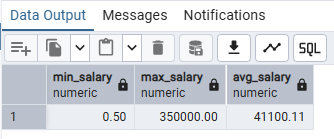 Data Output Messages Notifications
SQL
min_salary max_salary avg_salary
numeric numeric numeric
1 0.50 350000.00 41100.11